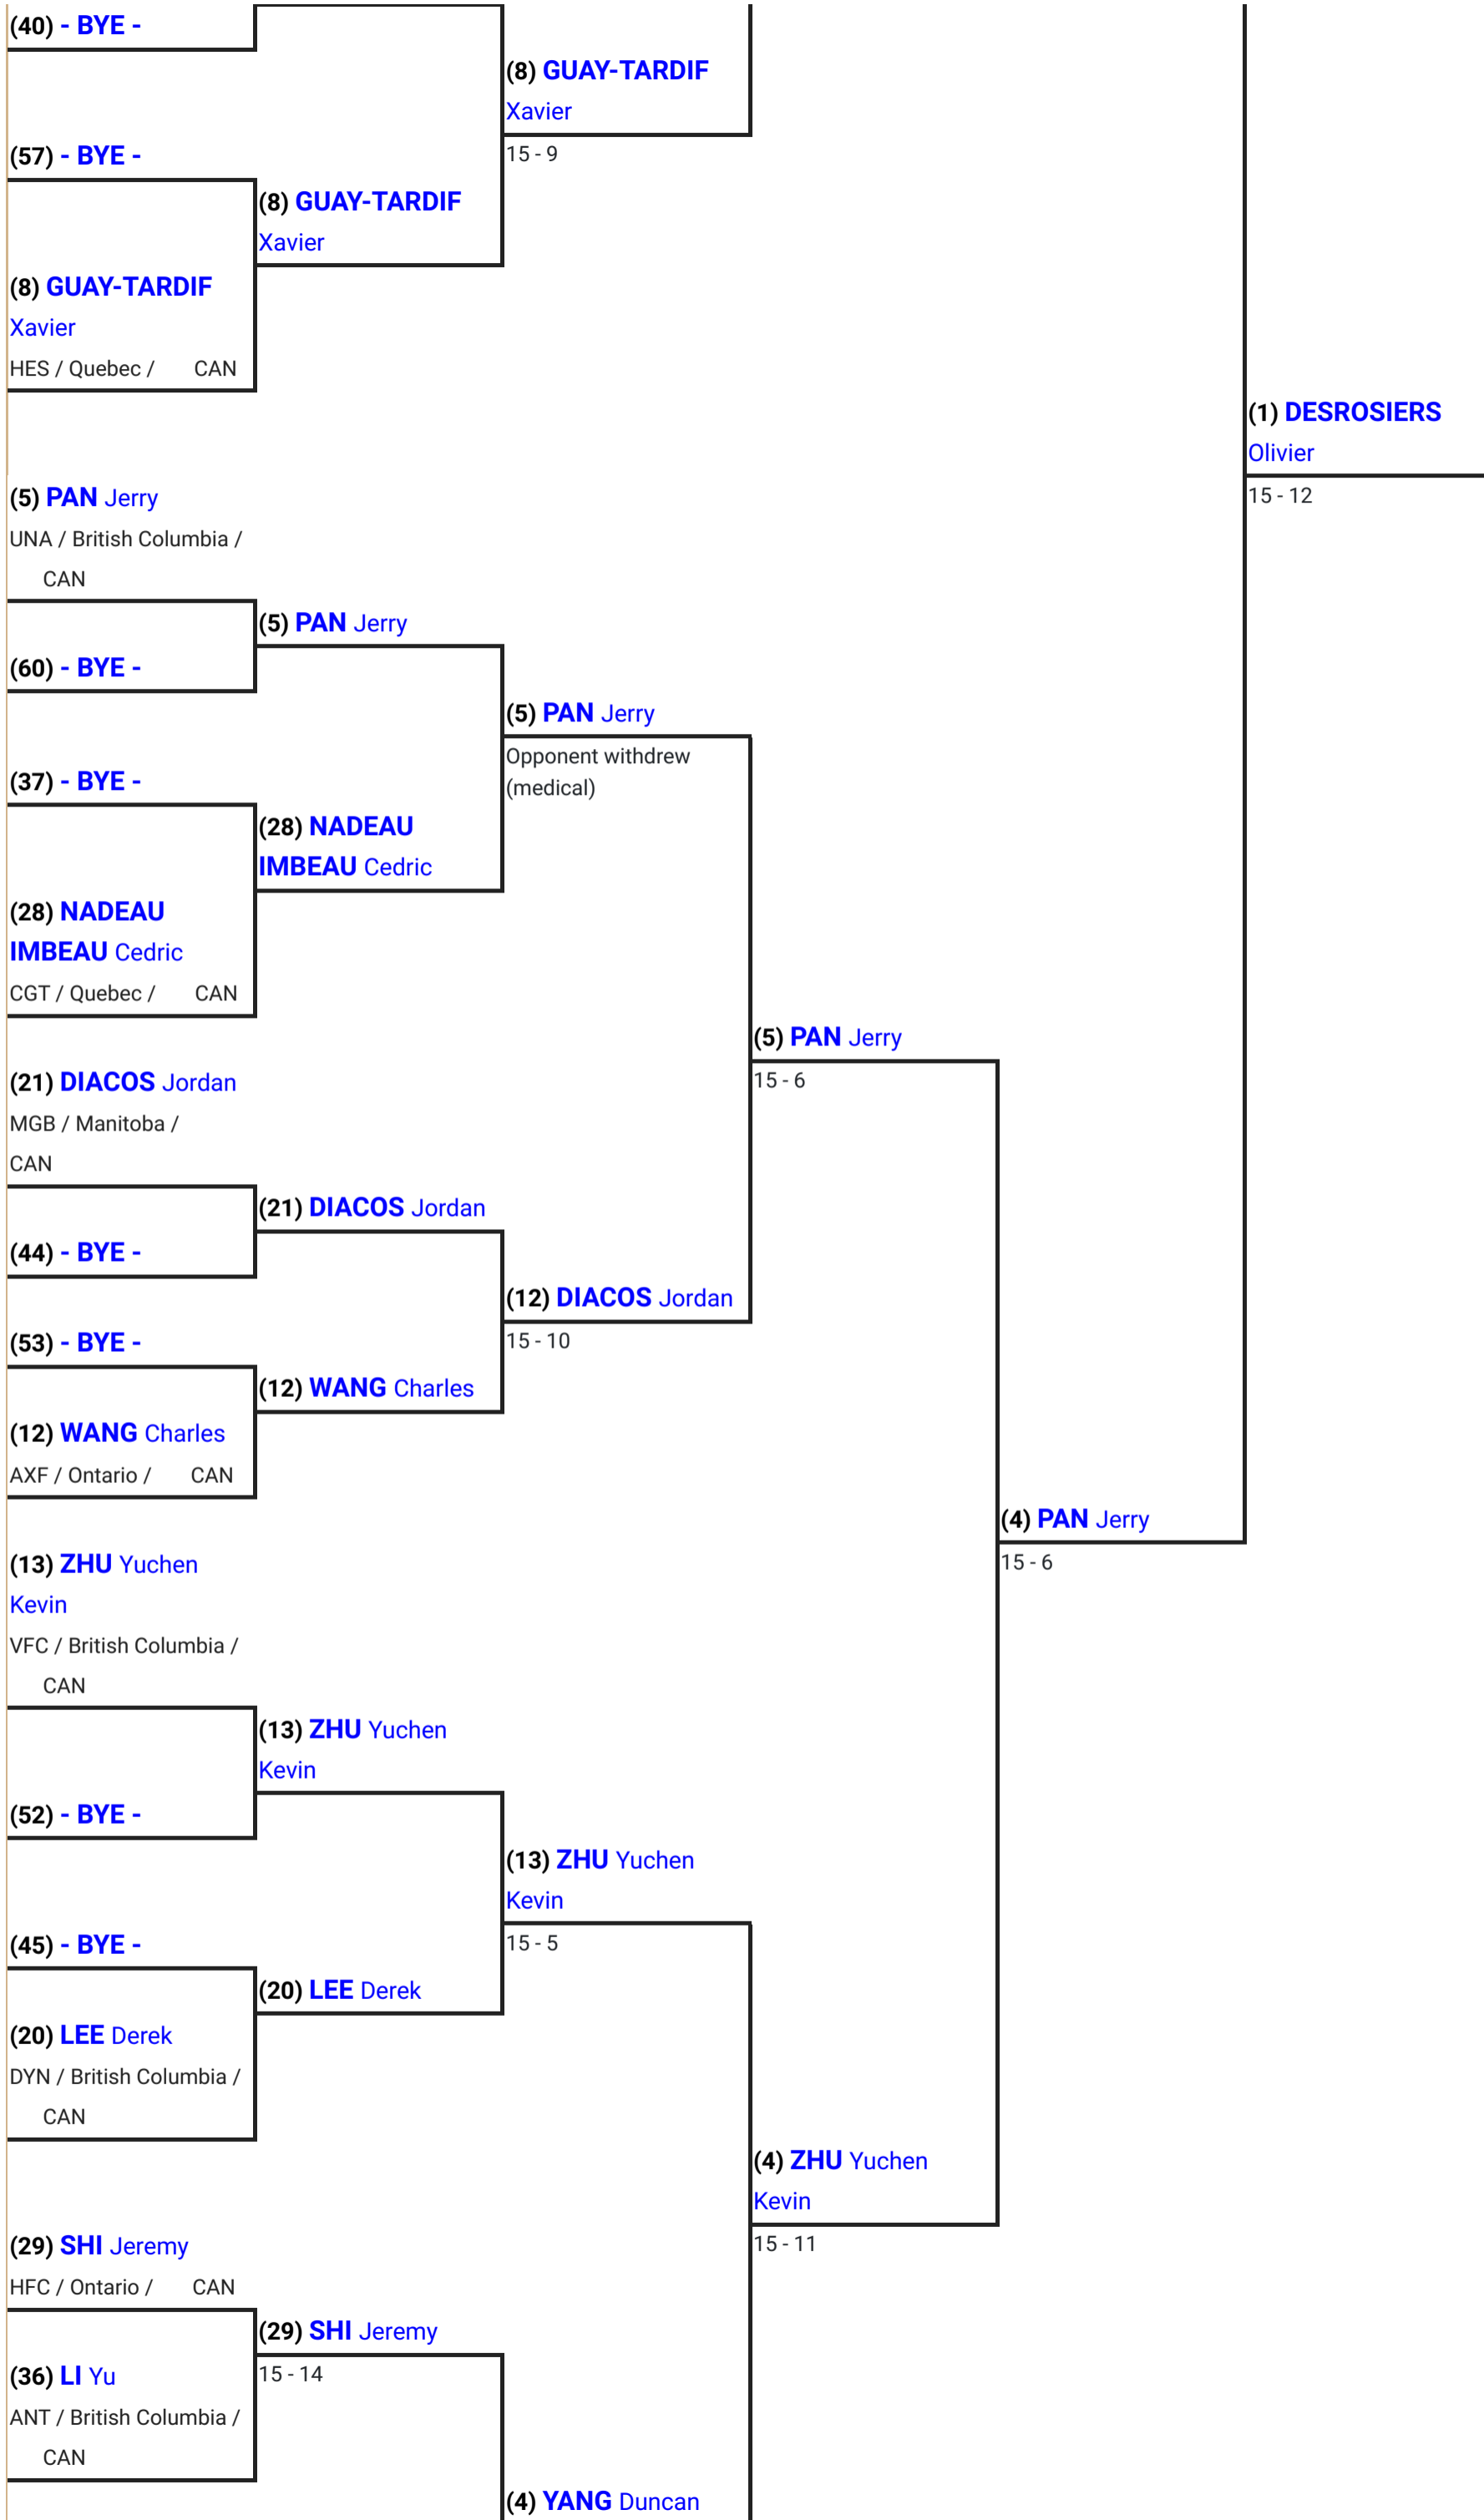 (40) - BYE -
(8) GUAY-TARDIF
Xavier
15 - 9
(57) - BYE -
(8) GUAY-TARDIF
Xavier
(8) GUAY-TARDIF
Xavier
HES / Quebec / CAN
(1) DESROSIERS
Olivier
15 - 12
(5) PAN Jerry
UNA / British Columbia /
CAN
(5) PAN Jerry
(60) - BYE -
(5) PAN Jerry
Opponent withdrew
(medical)
(37) - BYE -
(28) NADEAU
IMBEAU Cedric
(28) NADEAU
IMBEAU Cedric
CGT / Quebec / CAN
(5) PAN Jerry
15 - 6
(21) DIACOS Jordan
MGB / Manitoba /
CAN
(21) DIACOS Jordan
(44) - BYE -
(12) DIACOS Jordan
15 - 10
(53) - BYE -
(12) WANG Charles
(12) WANG Charles
AXF / Ontario / CAN
(4) PAN Jerry
15 - 6
(13) ZHU Yuchen
Kevin
VFC / British Columbia /
CAN
(13) ZHU Yuchen
Kevin
(52) - BYE -
(13) ZHU Yuchen
Kevin
15 - 5
(45) - BYE -
(20) LEE Derek
(20) LEE Derek
DYN / British Columbia /
CAN
(4) ZHU Yuchen
Kevin
15 - 11
(29) SHI Jeremy
HFC / Ontario / CAN
(29) SHI Jeremy
15 - 14
(36) LI Yu
ANT / British Columbia /
CAN
(4) YANG Duncan